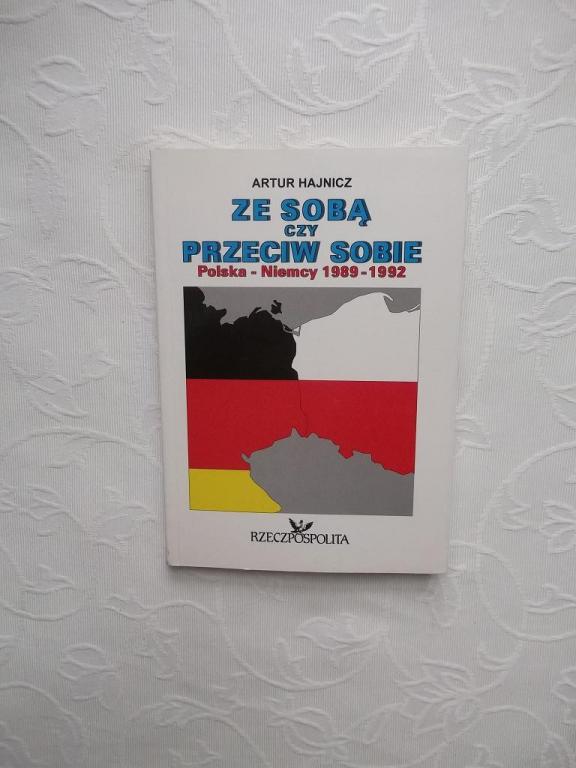 ARTUR HAJNICZ
ZE SOBĄ
CZY
PRZECIW SOBIE
Polska - Niemcy 1989-1992
RZECZPOSPOLITA